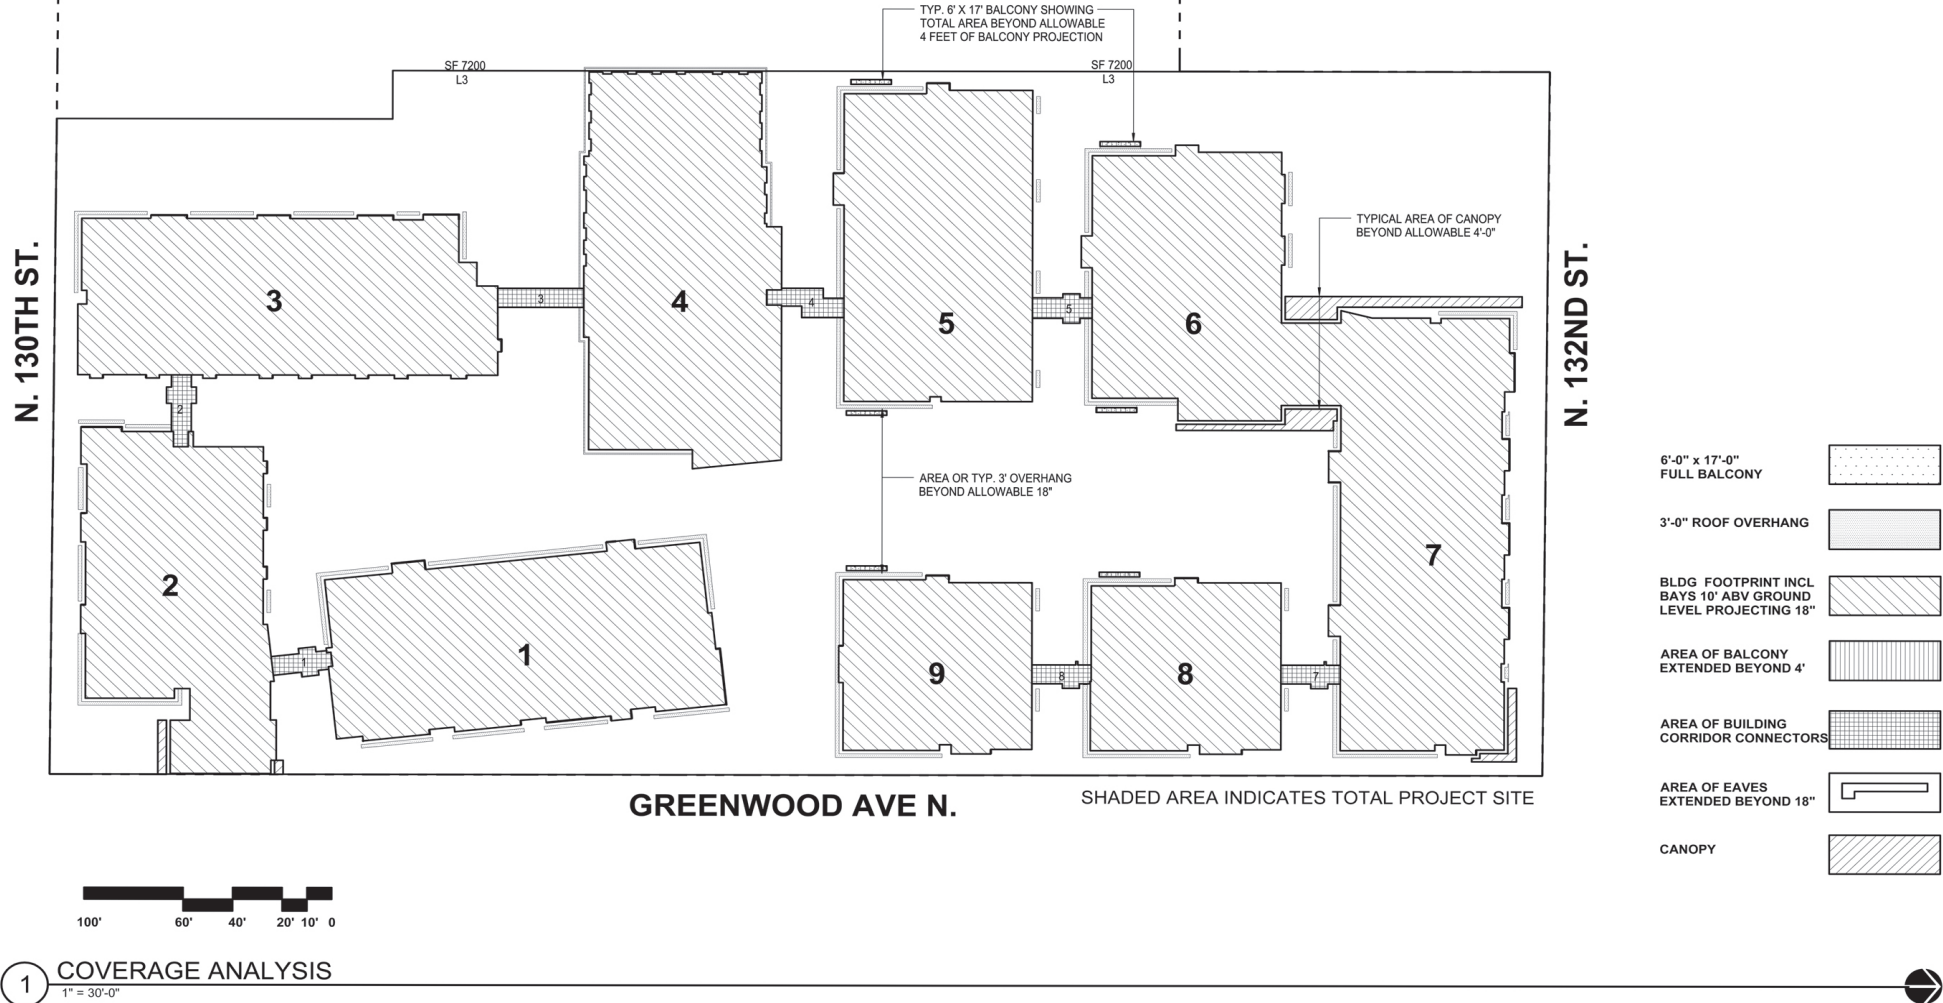 TYP. 6' X 17' BALCONY SHOWING
TOTAL AREA BEYOND ALLOWABLE
4 FEET OF BALCONY PROJECTION
SF 7200
L3
SF 7200
L3
TYPICAL AREA OF CANOPY
BEYOND ALLOWABLE 4'-0"
N. 130TH ST.
N. 132ND ST.
3
3
4
4
5
5
6
2
AREA OR TYP. 3' OVERHANG
BEYOND ALLOWABLE 18"
2
1
1
9
8
8
7
7
GREENWOOD AVE N.
SHADED AREA INDICATES TOTAL PROJECT SITE
6'-0" x 17'-0"
FULL BALCONY
3'-0" ROOF OVERHANG
BLDG FOOTPRINT INCL
BAYS 10' ABV GROUND
LEVEL PROJECTING 18"
AREA OF BALCONY
EXTENDED BEYOND 4'
AREA OF BUILDING
CORRIDOR CONNECTORS
AREA OF EAVES
EXTENDED BEYOND 18"
CANOPY
100' 60' 40' 20' 10' 0
1
COVERAGE ANALYSIS
1" = 30'-0"